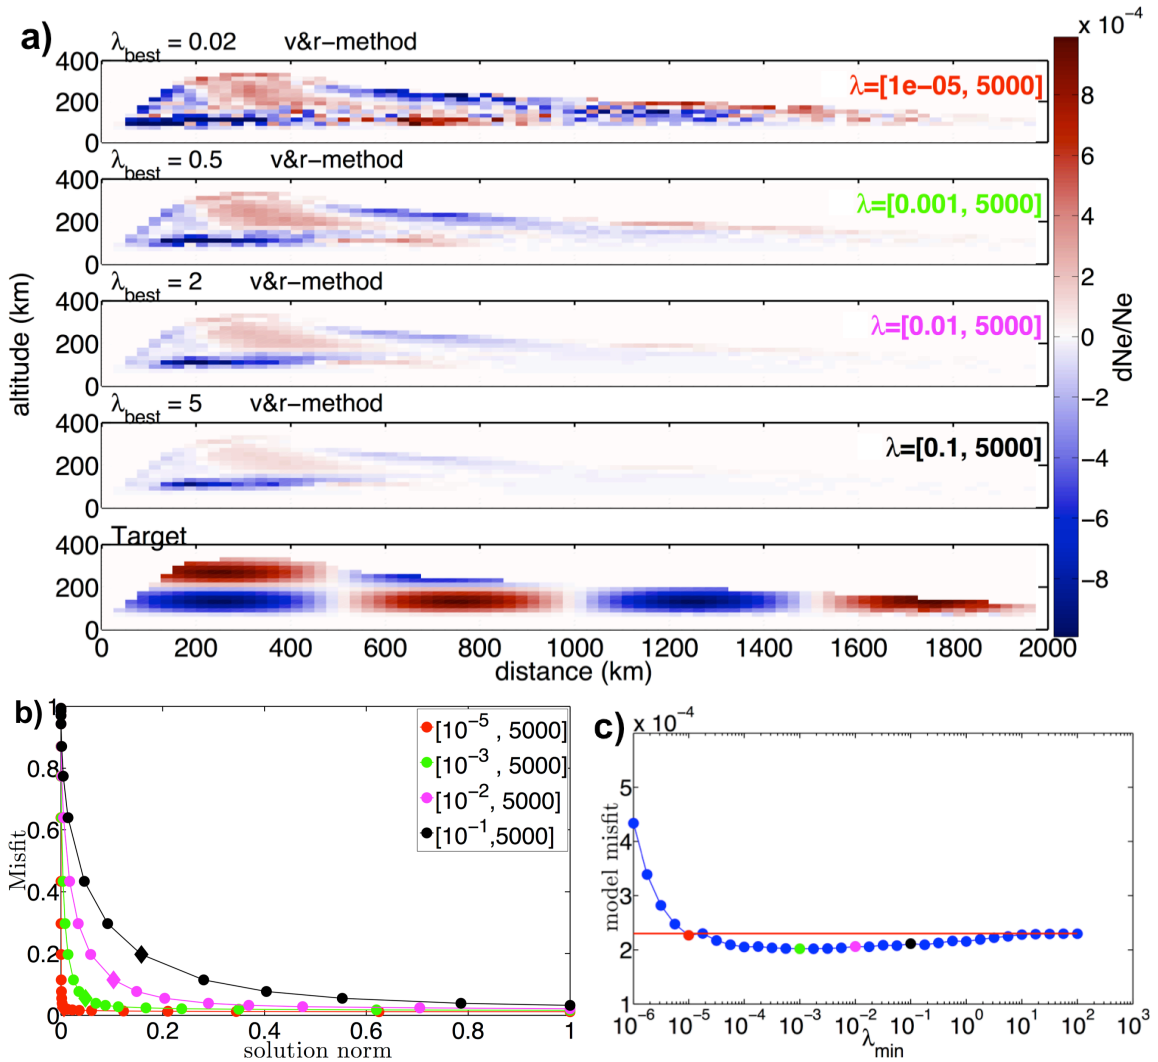 a)
λbest = 0.02 v&r−method
x 10−4
400
200
0
λ=[1e−05, 5000]
λbest = 0.5 v&r−method
400
200
0
λ=[0.001, 5000]
λbest = 2 v&r−method
400
200
0
λ=[0.01, 5000]
λbest = 5 v&r−method
400
200
0
λ=[0.1, 5000]
Target
400
200
0
0 200 400 600 800 1000 1200 1400 1600 1800 2000
distance (km)
altitude (km)
8
6
4
2
0
−2
−4
−6
−8
dNe/Ne
b)
1
0.8
0.6
0.4
0.2
0
Misfit
[10−5 , 5000]
[10−3 , 5000]
[10−2, 5000]
[10−1,5000]
0 0.2 0.4 0.6 0.8 1
solution norm
c)
x 10−4
5
4
3
2
1
model misfit
10−6 10−5 10−4 10−3 10−2 10−1 100 101 102 103
λmin